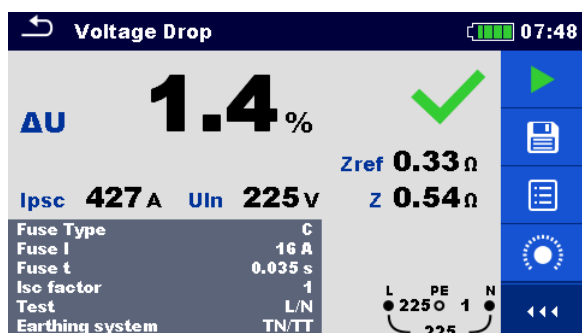 Voltage Drop 07:48
ΔU 1.4 %
Zref 0.33 Ω
Ipsc 427 A Uln 225 V Z 0.54 Ω
Fuse Type C
Fuse I 16 A
Fuse t 0.035 s
Isc factor 1
Test L/N
Earthing system TN/TT
L PE N
225 1
225